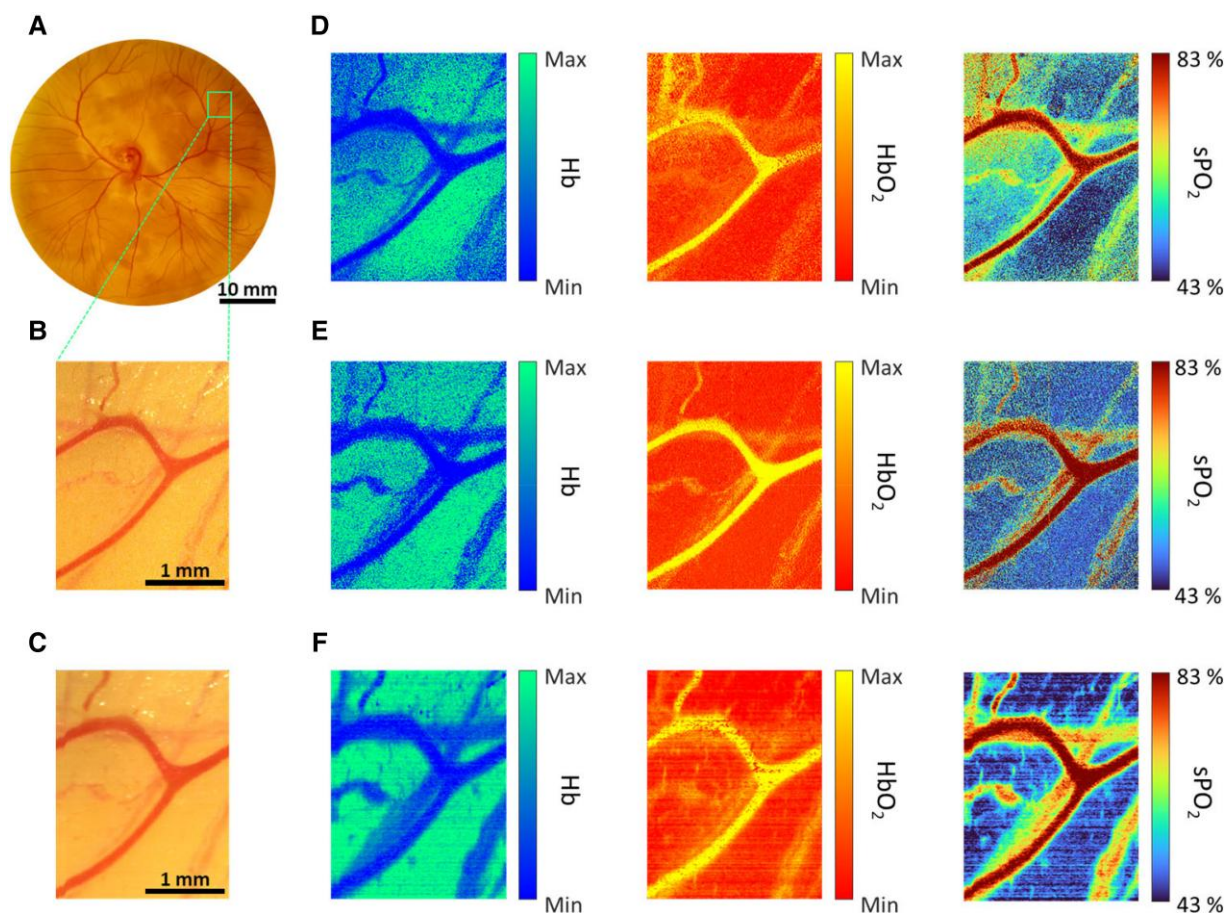 A
10 mm
B
1 mm
C
1 mm
D
Max
Hb
Min
Max
HbO₂
Min
83 %
sPO₂
43 %
E
Max
Hb
Min
Max
HbO₂
Min
83 %
sPO₂
43 %
F
Max
Hb
Min
Max
HbO₂
Min
83 %
sPO₂
43 %